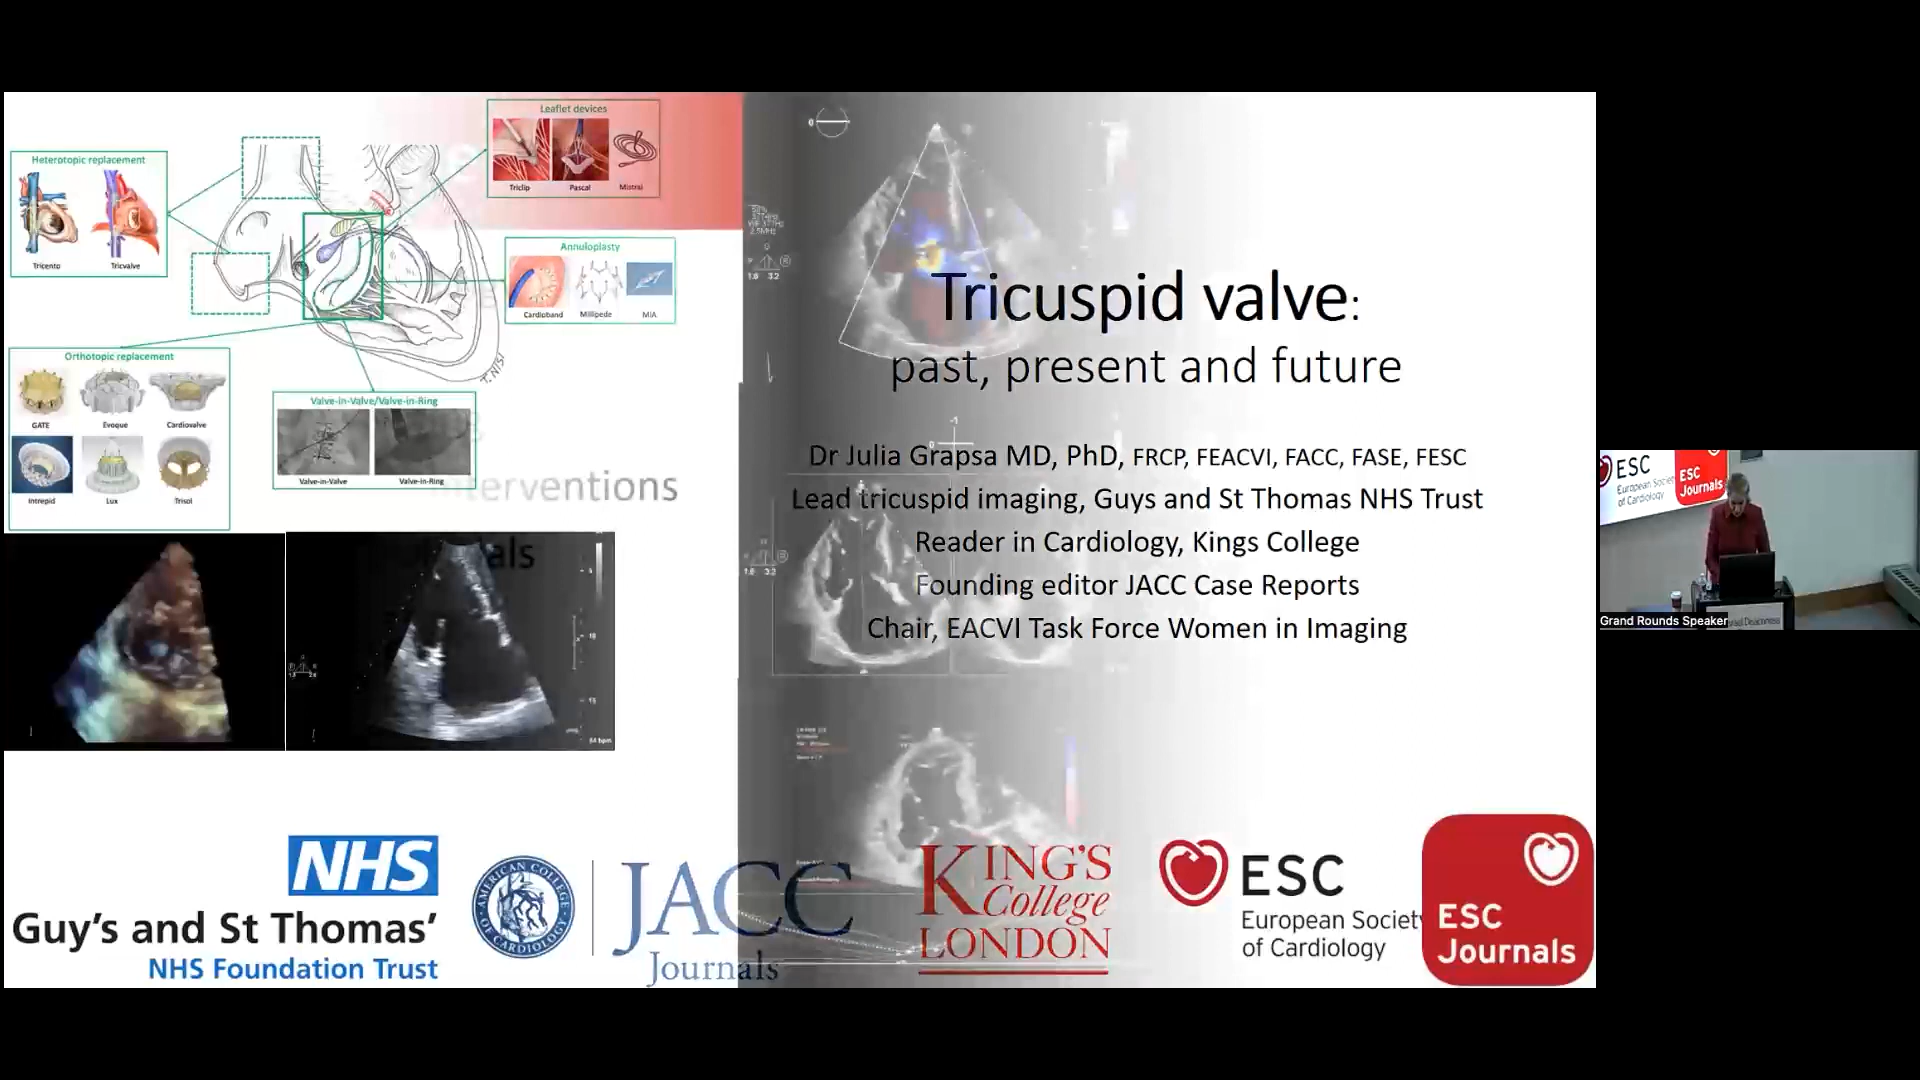 Heterotopic replacement
Tricento
Tricvalve
Leaflet devices
Triclip
Pascal
Mistral
Annuloplasty
Cardioband
Millipede
MIA
Orthotopic replacement
GATE
Evoque
Cardiovalve
Intrepid
Lux
Trisol
Valve-in-Valve/Valve-in-Ring
Valve-in-Valve
Valve-in-Ring
Tricuspid valve:
past, present and future
Dr Julia Grapsa MD, PhD, FRCP, FEACVI, FACC, FASE, FESC
Lead tricuspid imaging, Guys and St Thomas NHS Trust
Reader in Cardiology, Kings College
Founding editor JACC Case Reports
Chair, EACVI Task Force Women in Imaging
NHS
Guy's and St Thomas'
NHS Foundation Trust
AMERICAN COLLEGE OF CARDIOLOGY
JACC
Journals
KING'S
College
LONDON
ESC
European Society
of Cardiology
ESC
Journals
ESC
European Society
of Cardiology
ESC
Journals
Grand Rounds Speaker